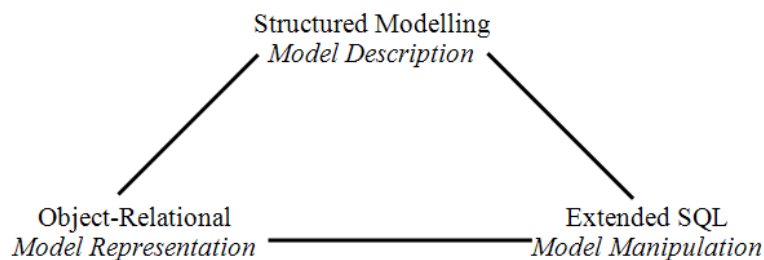 Structured Modelling
Model Description
Object-Relational
Model Representation
Extended SQL
Model Manipulation